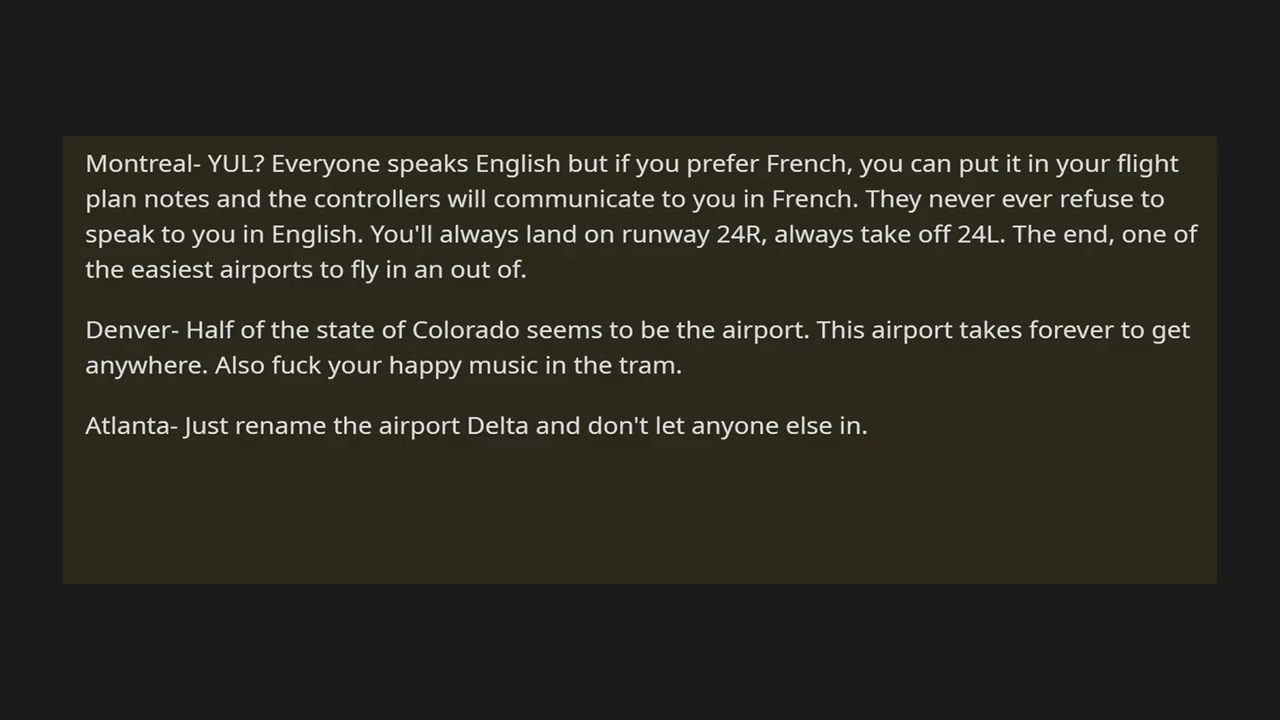 Montreal- YUL? Everyone speaks English but if you prefer French, you can put it in your flight
plan notes and the controllers will communicate to you in French. They never ever refuse to
speak to you in English. You'll always land on runway 24R, always take off 24L. The end, one of
the easiest airports to fly in an out of.
Denver- Half of the state of Colorado seems to be the airport. This airport takes forever to get
anywhere. Also fuck your happy music in the tram.
Atlanta- Just rename the airport Delta and don't let anyone else in.